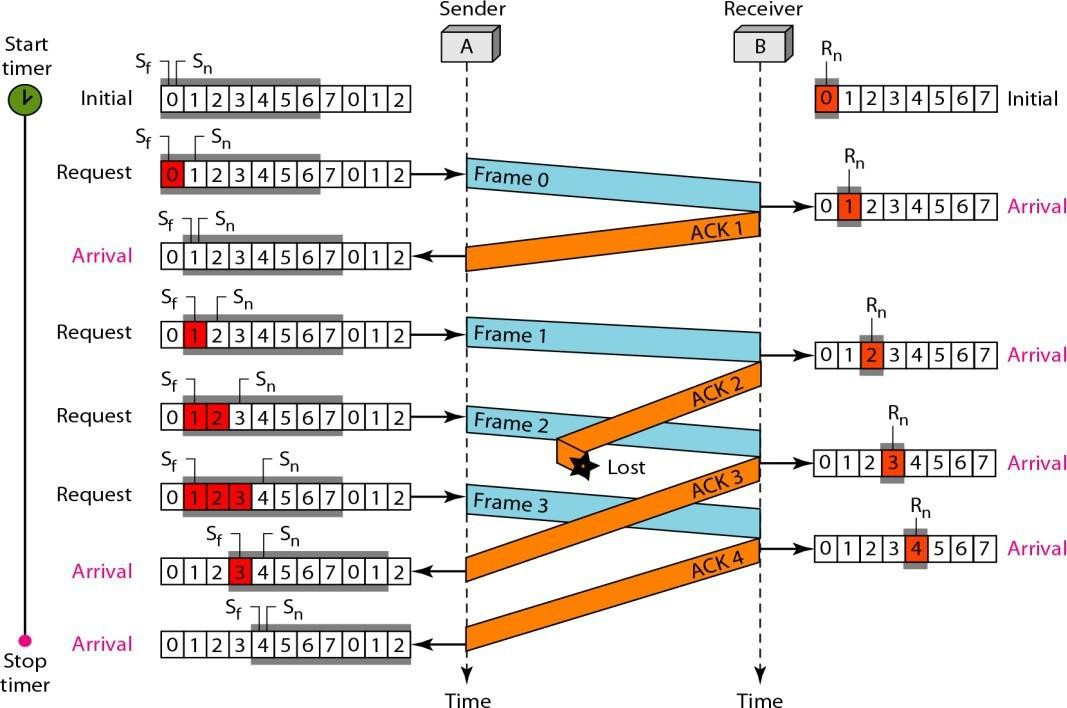 Sender
Receiver
A
B
Start
timer
Sf Sn
Initial
0 1 2 3 4 5 6 7 0 1 2
Rn
0 1 2 3 4 5 6 7
Initial
Sf Sn
Request
0 1 2 3 4 5 6 7 0 1 2
Frame 0
Rn
0 1 2 3 4 5 6 7
Arrival
Sf Sn
Arrival
0 1 2 3 4 5 6 7 0 1 2
ACK 1
Sf Sn
Request
0 1 2 3 4 5 6 7 0 1 2
Frame 1
Rn
0 1 2 3 4 5 6 7
Arrival
ACK 2
Sf Sn
Request
0 1 2 3 4 5 6 7 0 1 2
Frame 2
Lost
Rn
0 1 2 3 4 5 6 7
Arrival
ACK 3
Sf Sn
Request
0 1 2 3 4 5 6 7 0 1 2
Frame 3
Rn
0 1 2 3 4 5 6 7
Arrival
Sf Sn
Arrival
0 1 2 3 4 5 6 7 0 1 2
ACK 4
Sf Sn
Arrival
0 1 2 3 4 5 6 7 0 1 2
Stop
timer
Time
Time